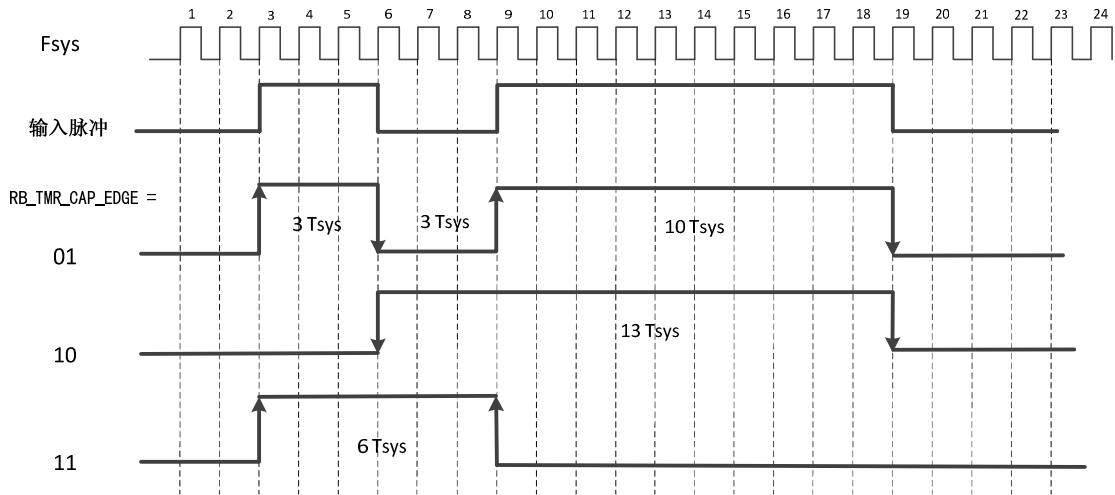 1 2 3 4 5 6 7 8 9 10 11 12 13 14 15 16 17 18 19 20 21 22 23 24
Fsys
输入脉冲
RB_TMR_CAP_EDGE =
3 Tsys 3 Tsys 10 Tsys
01
13 Tsys
10
6 Tsys
11